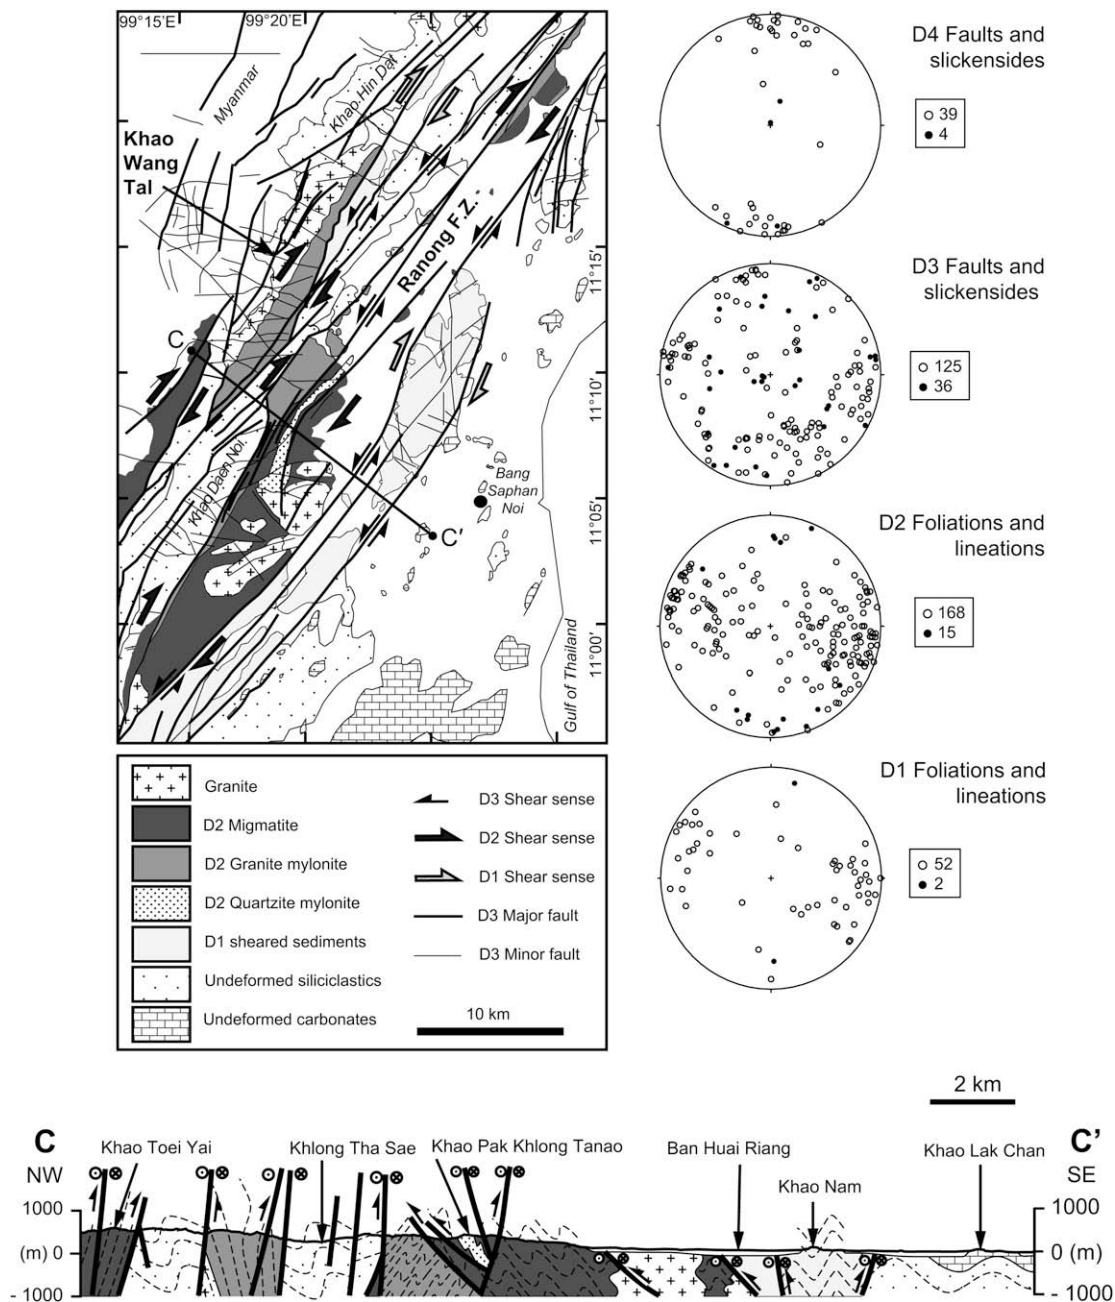 99°15'E
99°20'E
Myanmar
Khao Hin Dat
Khao
Wang
Tal
Ranong F.Z.
11°15'
C
11°10'
Khao Daen Noi.
Bang
Saphan
Noi
C'
11°05'
11°00'
Gulf of Thailand
Granite
D2 Migmatite
D2 Granite mylonite
D2 Quartzite mylonite
D1 sheared sediments
Undeformed siliciclastics
Undeformed carbonates
D3 Shear sense
D2 Shear sense
D1 Shear sense
D3 Major fault
D3 Minor fault
10 km
D4 Faults and
slickensides
39
4
D3 Faults and
slickensides
125
36
D2 Foliations and
lineations
168
15
D1 Foliations and
lineations
52
2
2 km
C
NW
Khao Toei Yai
Khlong Tha Sae
Khao Pak Khlong Tanao
Ban Huai Riang
Khao Nam
Khao Lak Chan
C'
SE
1000
(m) 0
- 1000
1000
0 (m)
- 1000